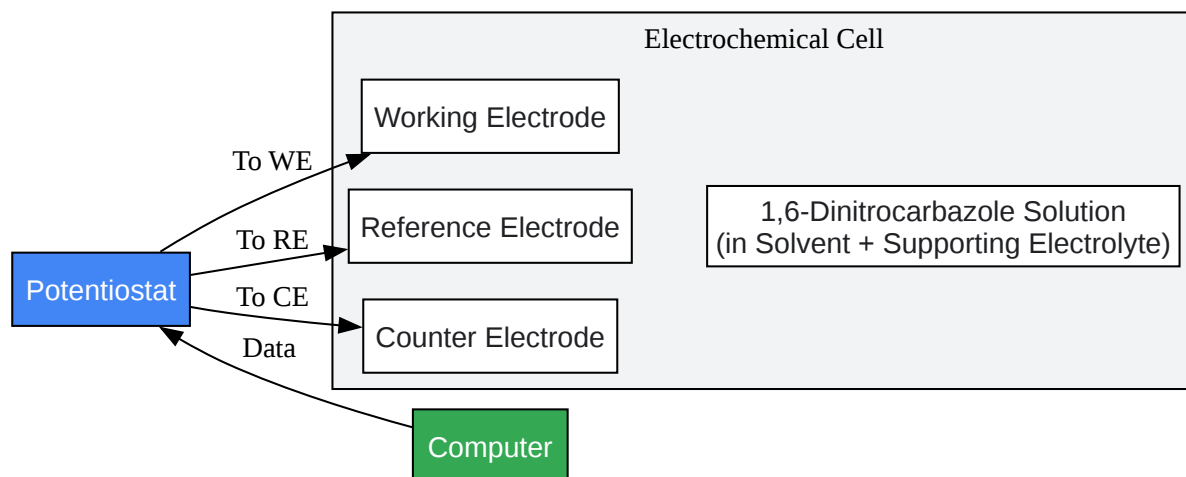 Electrochemical Cell
Working Electrode
To WE
Reference Electrode
1,6-Dinitrocarbazole Solution
(in Solvent + Supporting Electrolyte)
To RE
Potentiostat
To CE
Counter Electrode
Data
Computer